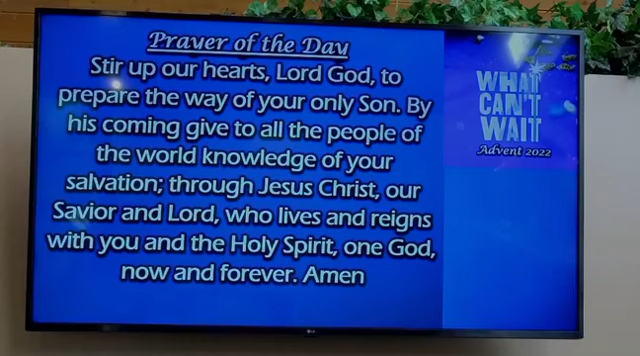 Prayer of the Day
Stir up our hearts, Lord God, to
prepare the way of your only Son. By
his coming give to all the people of
the world knowledge of your
salvation; through Jesus Christ, our
Savior and Lord, who lives and reigns
with you and the Holy Spirit, one God,
now and forever. Amen
WHAT
CAN'T
WAIT
Advent 2022
LG